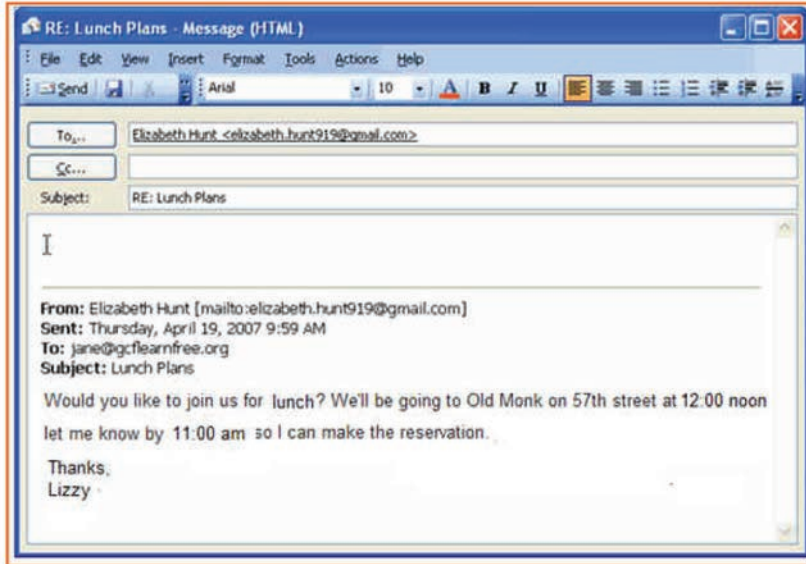 RE: Lunch Plans - Message (HTML)
File Edit View Insert Format Tools Actions Help
Send Arial 10 A B I U
To... Elizabeth Hunt <elizabeth.hunt919@gmail.com>
Cc...
Subject: RE: Lunch Plans
From: Elizabeth Hunt [mailto:elizabeth.hunt919@gmail.com]
Sent: Thursday, April 19, 2007 9:59 AM
To: jane@gcflearnfree.org
Subject: Lunch Plans
Would you like to join us for lunch? We'll be going to Old Monk on 57th street at 12:00 noon
let me know by 11:00 am so I can make the reservation.
Thanks,
Lizzy